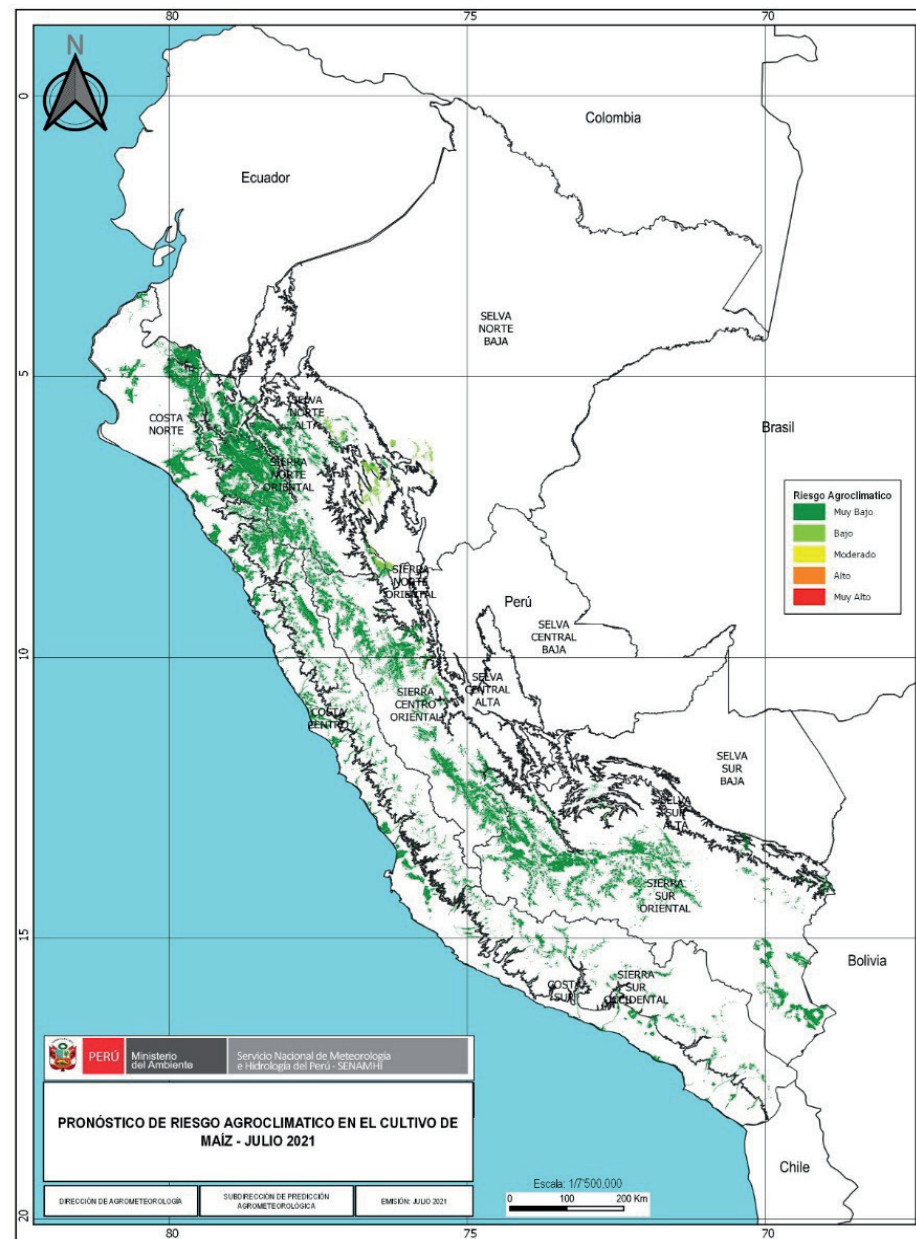 80
75
70
N
0
Colombia
Ecuador
SELVA
NORTE
BAJA
5
SELVA
NORTE
ALTA
COSTA
NORTE
Brasil
SIERRA
NORTE
ORIENTAL
Riesgo Agroclimatico
Muy Bajo
Bajo
Moderado
Alto
Muy Alto
SIERRA
NORTE
ORIENTAL
Perú
SELVA
CENTRAL
BAJA
10
SELVA
CENTRAL
ALTA
SIERRA
CENTRO
ORIENTAL
COSTA
CENTRO
SELVA
SUR
BAJA
SELVA
SUR
ALTA
SIERRA
SUR
ORIENTAL
15
Bolivia
SIERRA
SUR
OCCIDENTAL
COSTA
SUR
PERÚ
Ministerio
del Ambiente
Servicio Nacional de Meteorología
e Hidrología del Perú - SENAMHI
PRONÓSTICO DE RIESGO AGROCLIMATICO EN EL CULTIVO DE
MAÍZ - JULIO 2021
DIRECCIÓN DE AGROMETEOROLOGÍA
SUBDIRECCIÓN DE PREDICCIÓN
AGROMETEOROLÓGICA
EMISIÓN: JULIO 2021
Escala: 1/7'500,000
0 100 200 Km
Chile
20
80
75
70